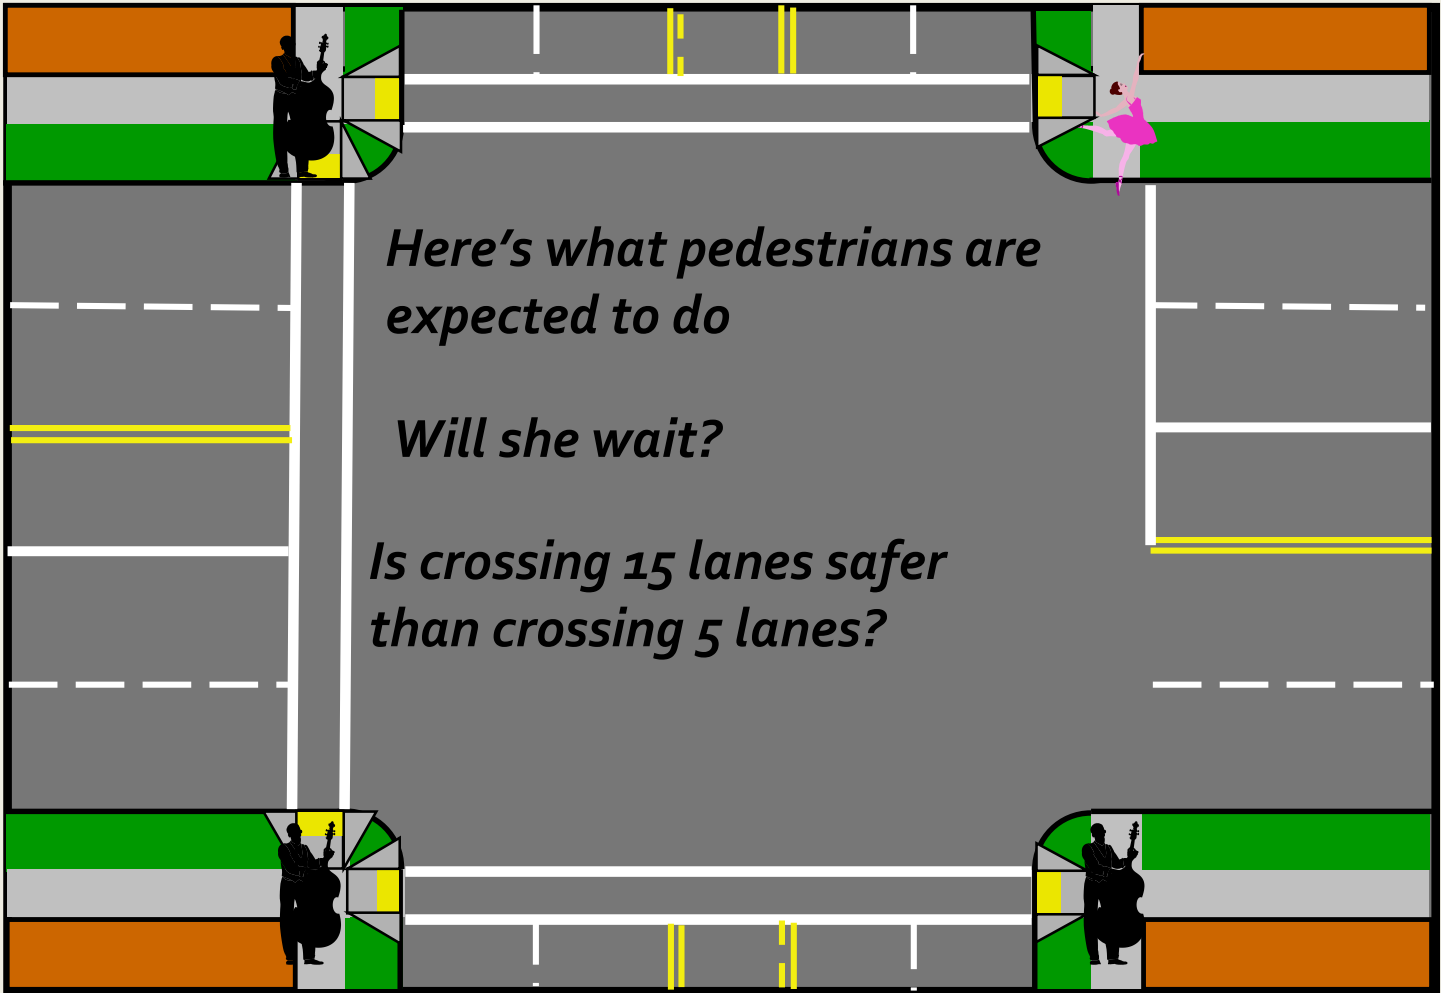 Here’s what pedestrians are
expected to do
Will she wait?
Is crossing 15 lanes safer
than crossing 5 lanes?